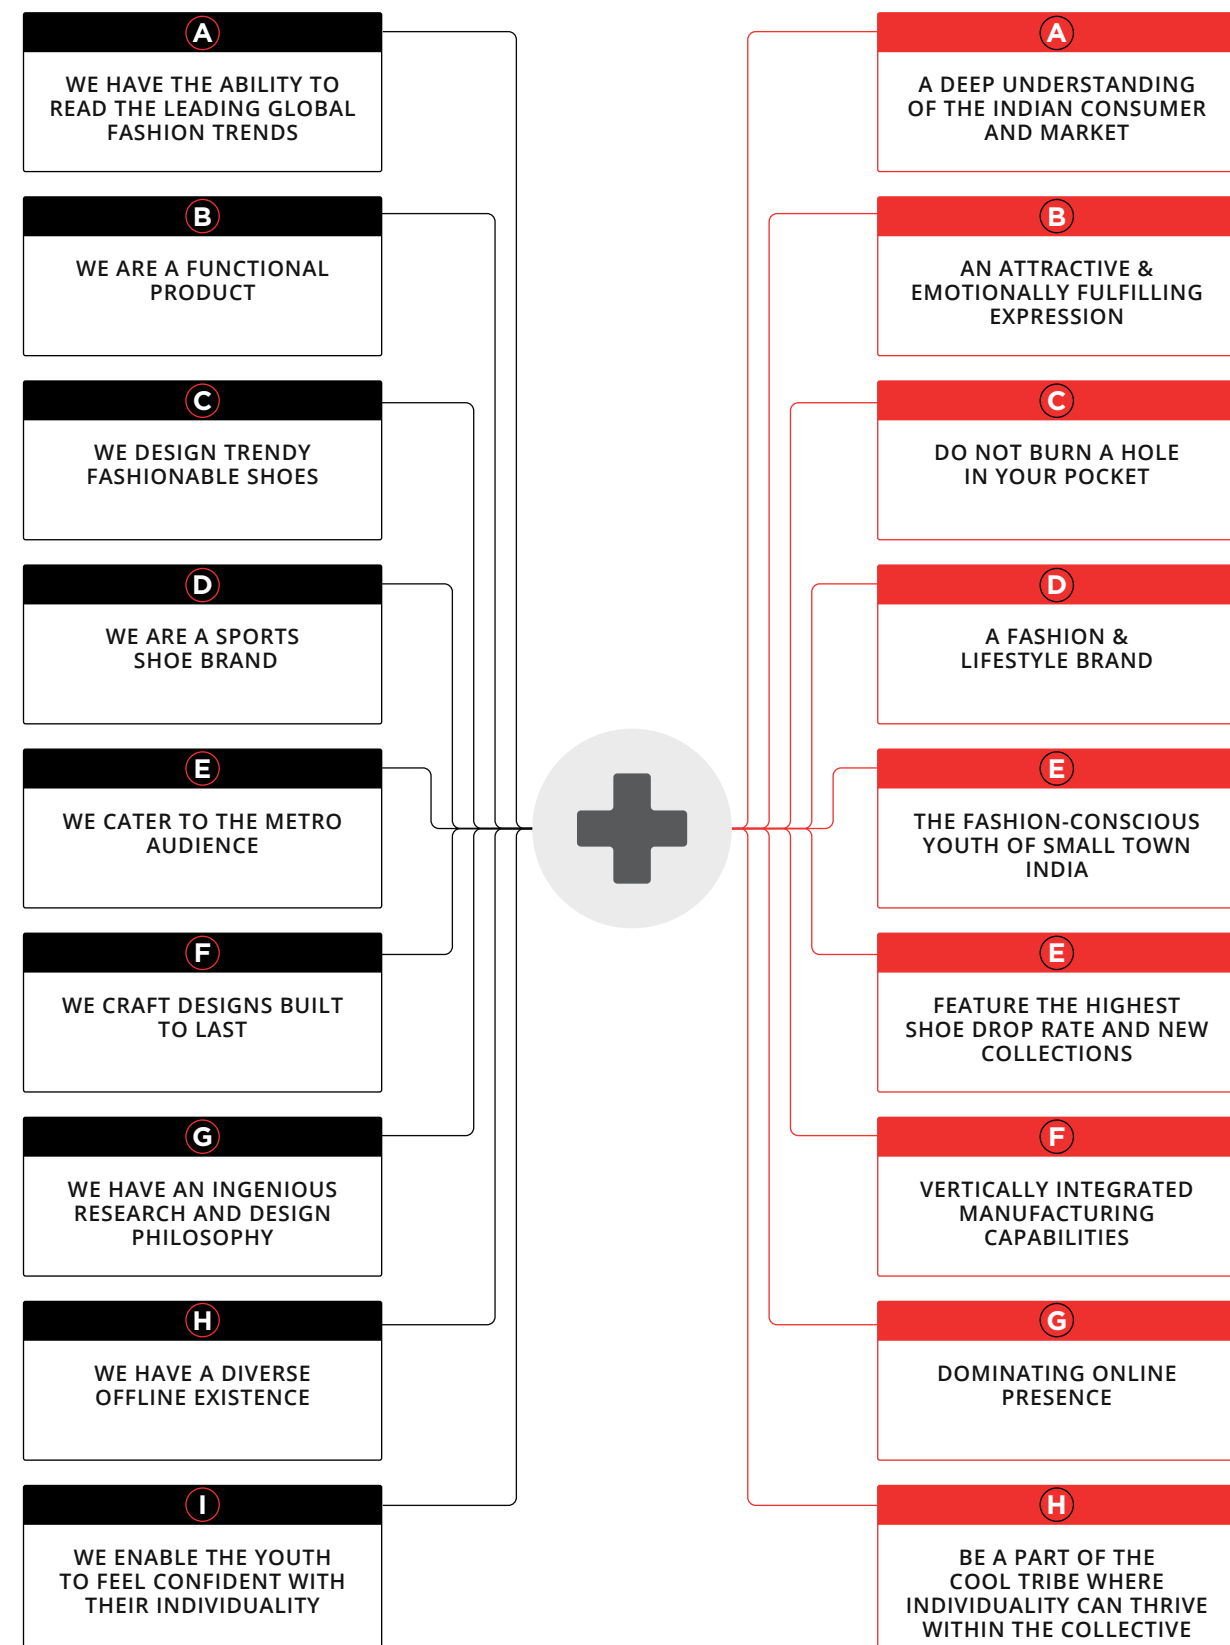 A
WE HAVE THE ABILITY TO
READ THE LEADING GLOBAL
FASHION TRENDS
B
WE ARE A FUNCTIONAL
PRODUCT
C
WE DESIGN TRENDY
FASHIONABLE SHOES
D
WE ARE A SPORTS
SHOE BRAND
E
WE CATER TO THE METRO
AUDIENCE
F
WE CRAFT DESIGNS BUILT
TO LAST
G
WE HAVE AN INGENIOUS
RESEARCH AND DESIGN
PHILOSOPHY
H
WE HAVE A DIVERSE
OFFLINE EXISTENCE
I
WE ENABLE THE YOUTH
TO FEEL CONFIDENT WITH
THEIR INDIVIDUALITY
A
A DEEP UNDERSTANDING
OF THE INDIAN CONSUMER
AND MARKET
B
AN ATTRACTIVE &
EMOTIONALLY FULFILLING
EXPRESSION
C
DO NOT BURN A HOLE
IN YOUR POCKET
D
A FASHION &
LIFESTYLE BRAND
E
THE FASHION-CONSCIOUS
YOUTH OF SMALL TOWN
INDIA
E
FEATURE THE HIGHEST
SHOE DROP RATE AND NEW
COLLECTIONS
F
VERTICALLY INTEGRATED
MANUFACTURING
CAPABILITIES
G
DOMINATING ONLINE
PRESENCE
H
BE A PART OF THE
COOL TRIBE WHERE
INDIVIDUALITY CAN THRIVE
WITHIN THE COLLECTIVE